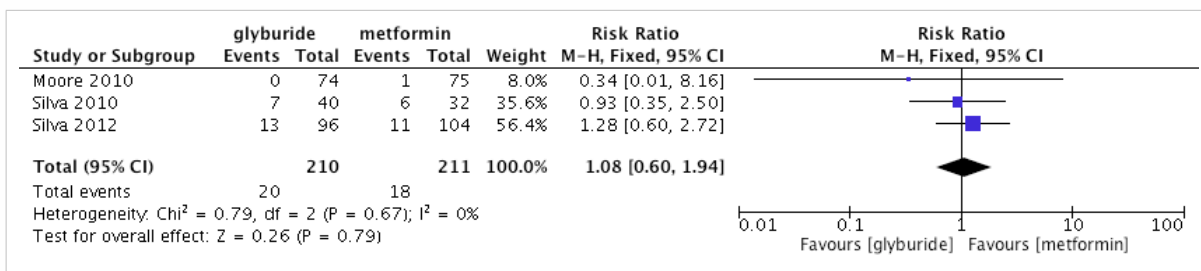 glyburide metformin Risk Ratio Risk Ratio
Study or Subgroup Events Total Events Total Weight M-H, Fixed, 95% CI M-H, Fixed, 95% CI
Moore 2010 0 74 1 75 8.0% 0.34 [0.01, 8.16]
Silva 2010 7 40 6 32 35.6% 0.93 [0.35, 2.50]
Silva 2012 13 96 11 104 56.4% 1.28 [0.60, 2.72]
Total (95% CI) 210 211 100.0% 1.08 [0.60, 1.94]
Total events 20 18
Heterogeneity: Chi² = 0.79, df = 2 (P = 0.67); I² = 0%
Test for overall effect: Z = 0.26 (P = 0.79)
0.01 0.1 1 10 100
Favours [glyburide] Favours [metformin]